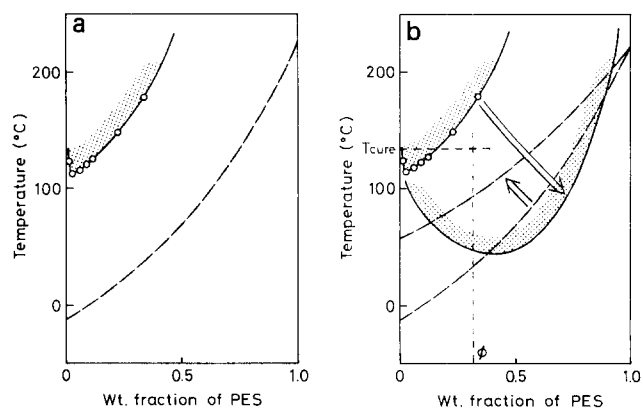 a
200
100
0
Temperature (°C)
0
0.5
1.0
Wt. fraction of PES
b
200
Tcure
100
0
Temperature (°C)
ϕ
0
0.5
1.0
Wt. fraction of PES